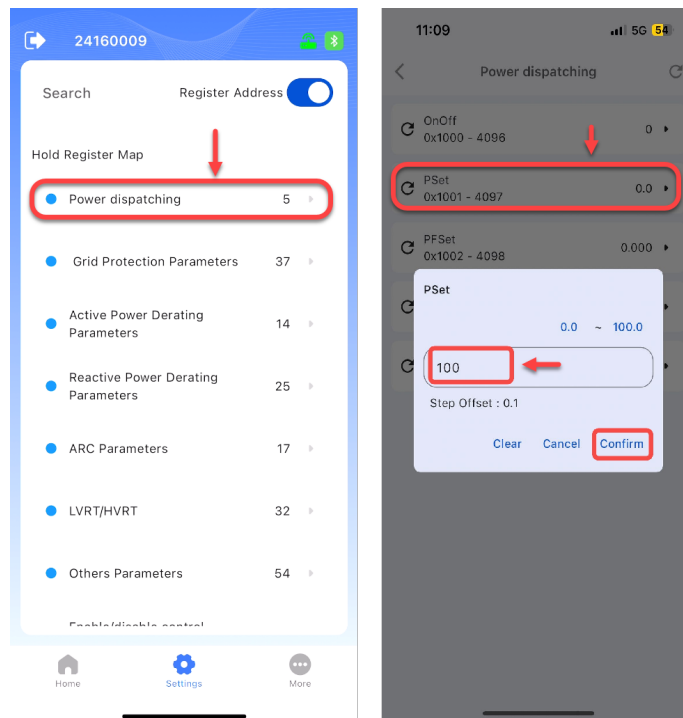 24160009
Search
Register Address
Hold Register Map
Power dispatching 5
Grid Protection Parameters 37
Active Power Derating
Parameters
14
Reactive Power Derating
Parameters
25
ARC Parameters 17
LVRT/HVRT 32
Others Parameters 54
Enable/disable control
Home
Settings
More
11:09
5G 54
Power dispatching
OnOff
0x1000 - 4096
0
PSet
0x1001 - 4097
0.0
PFSet
0x1002 - 4098
0.000
PSet
0.0 ~ 100.0
100
Step Offset : 0.1
Clear Cancel Confirm